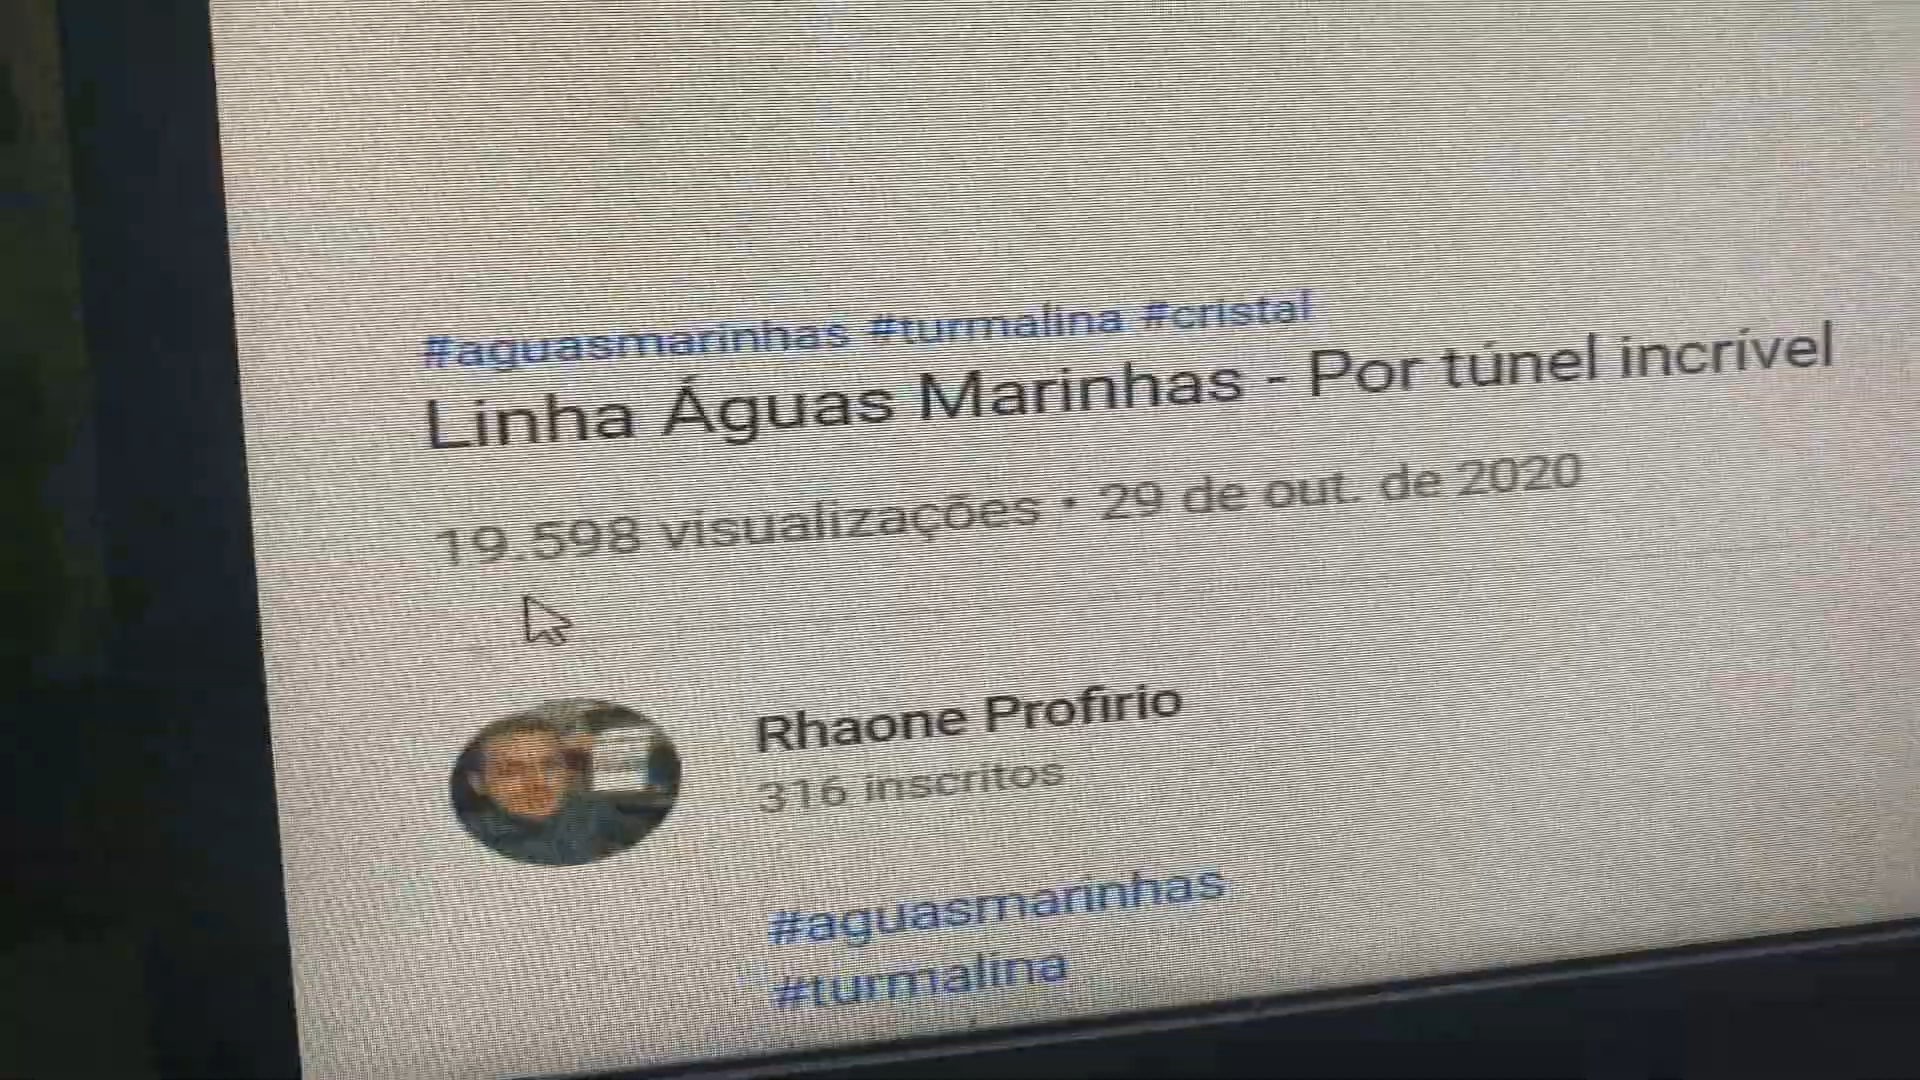 #aguasmarinhas #turmalina #cristal
Linha Águas Marinhas - Por túnel incrível
19.598 visualizações • 29 de out. de 2020
Rhaone Profirio
316 inscritos
#aguasmarinhas
#turmalina